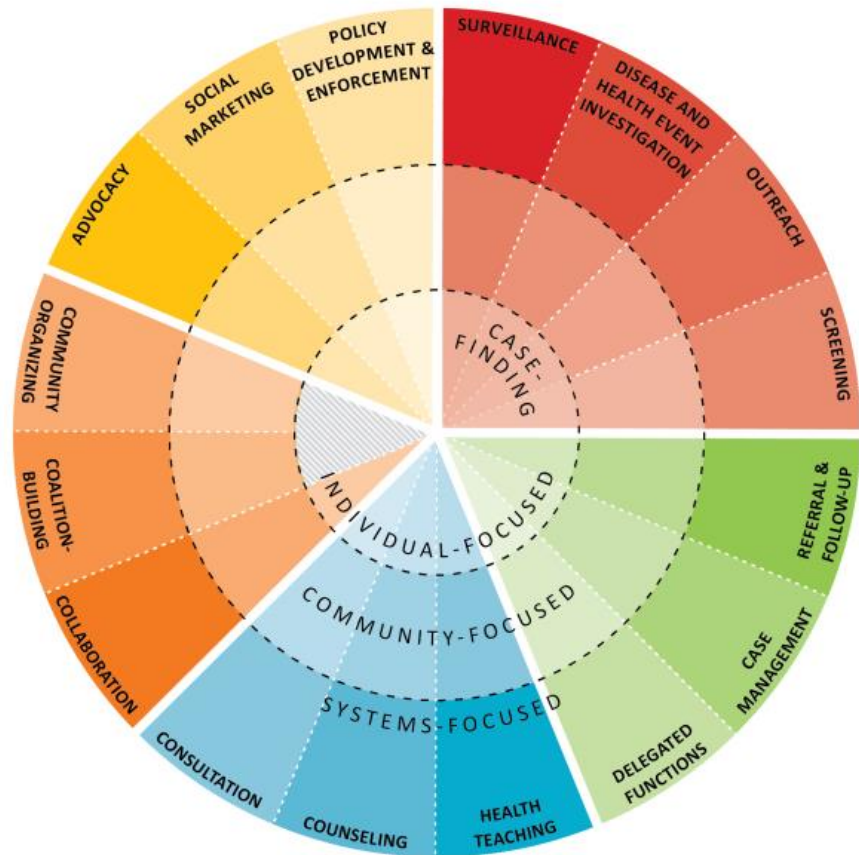 SURVEILLANCE
DISEASE AND
HEALTH EVENT
INVESTIGATION
OUTREACH
SCREENING
REFERRAL &
FOLLOW-UP
CASE
MANAGEMENT
DELEGATED
FUNCTIONS
HEALTH
TEACHING
COUNSELING
CONSULTATION
COLLABORATION
COALITION-
BUILDING
COMMUNITY
ORGANIZING
ADVOCACY
SOCIAL
MARKETING
POLICY
DEVELOPMENT &
ENFORCEMENT
CASE-
FINDING
INDIVIDUAL-FOCUSED
COMMUNITY-FOCUSED
SYSTEMS-FOCUSED